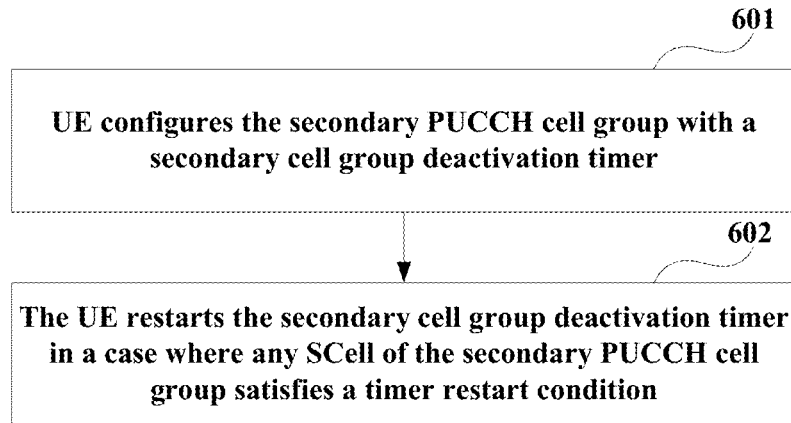 601
UE configures the secondary PUCCH cell group with a
secondary cell group deactivation timer
602
The UE restarts the secondary cell group deactivation timer
in a case where any SCell of the secondary PUCCH cell
group satisfies a timer restart condition